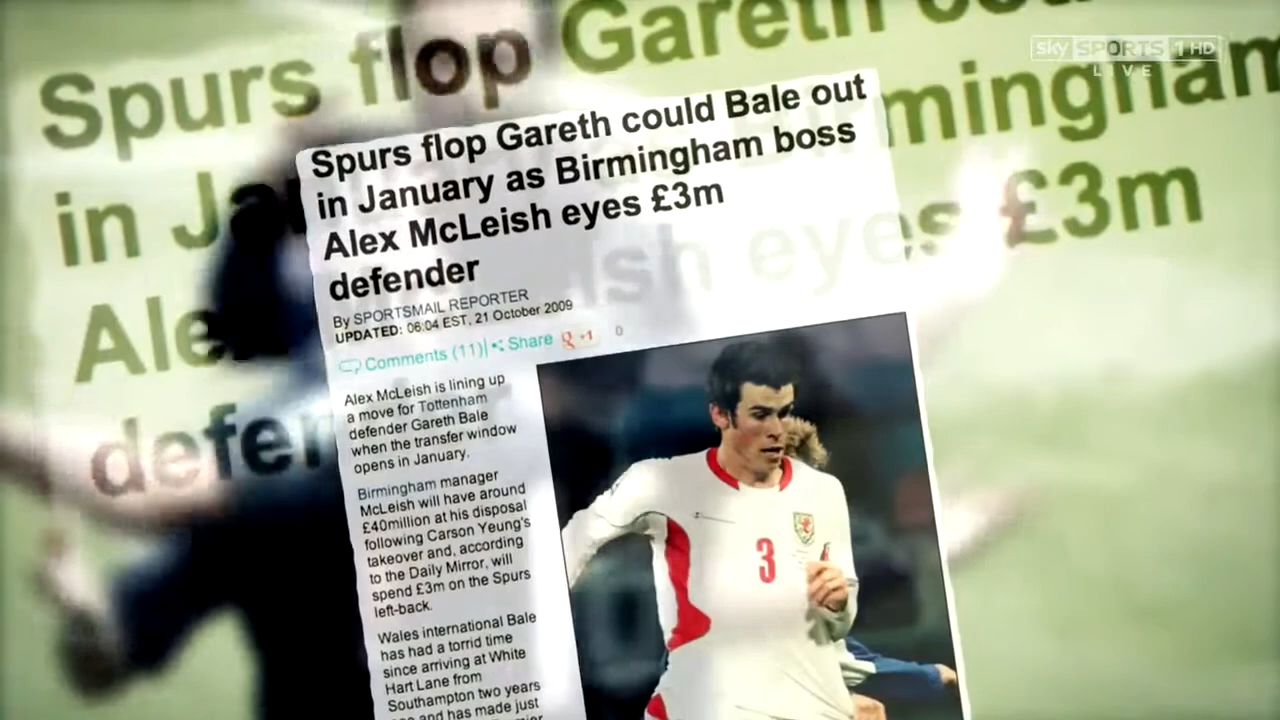 Spurs flop Gareth
in
Ale
defen
mingham
eyes £3m
sky SPORTS 1 HD
LIVE
Spurs flop Gareth could Bale out
in January as Birmingham boss
Alex McLeish eyes £3m
defender
By SPORTSMAIL REPORTER
UPDATED: 06:04 EST, 21 October 2009
Comments (11)
Share
+1
0
Alex McLeish is lining up
a move for Tottenham
defender Gareth Bale
when the transfer window
opens in January.
Birmingham manager
McLeish will have around
£40million at his disposal
following Carson Yeung's
takeover and, according
to the Daily Mirror, will
spend £3m on the Spurs
left-back.
Wales international Bale
has had a torrid time
since arriving at White
Hart Lane from
Southampton two years
and has made just
3